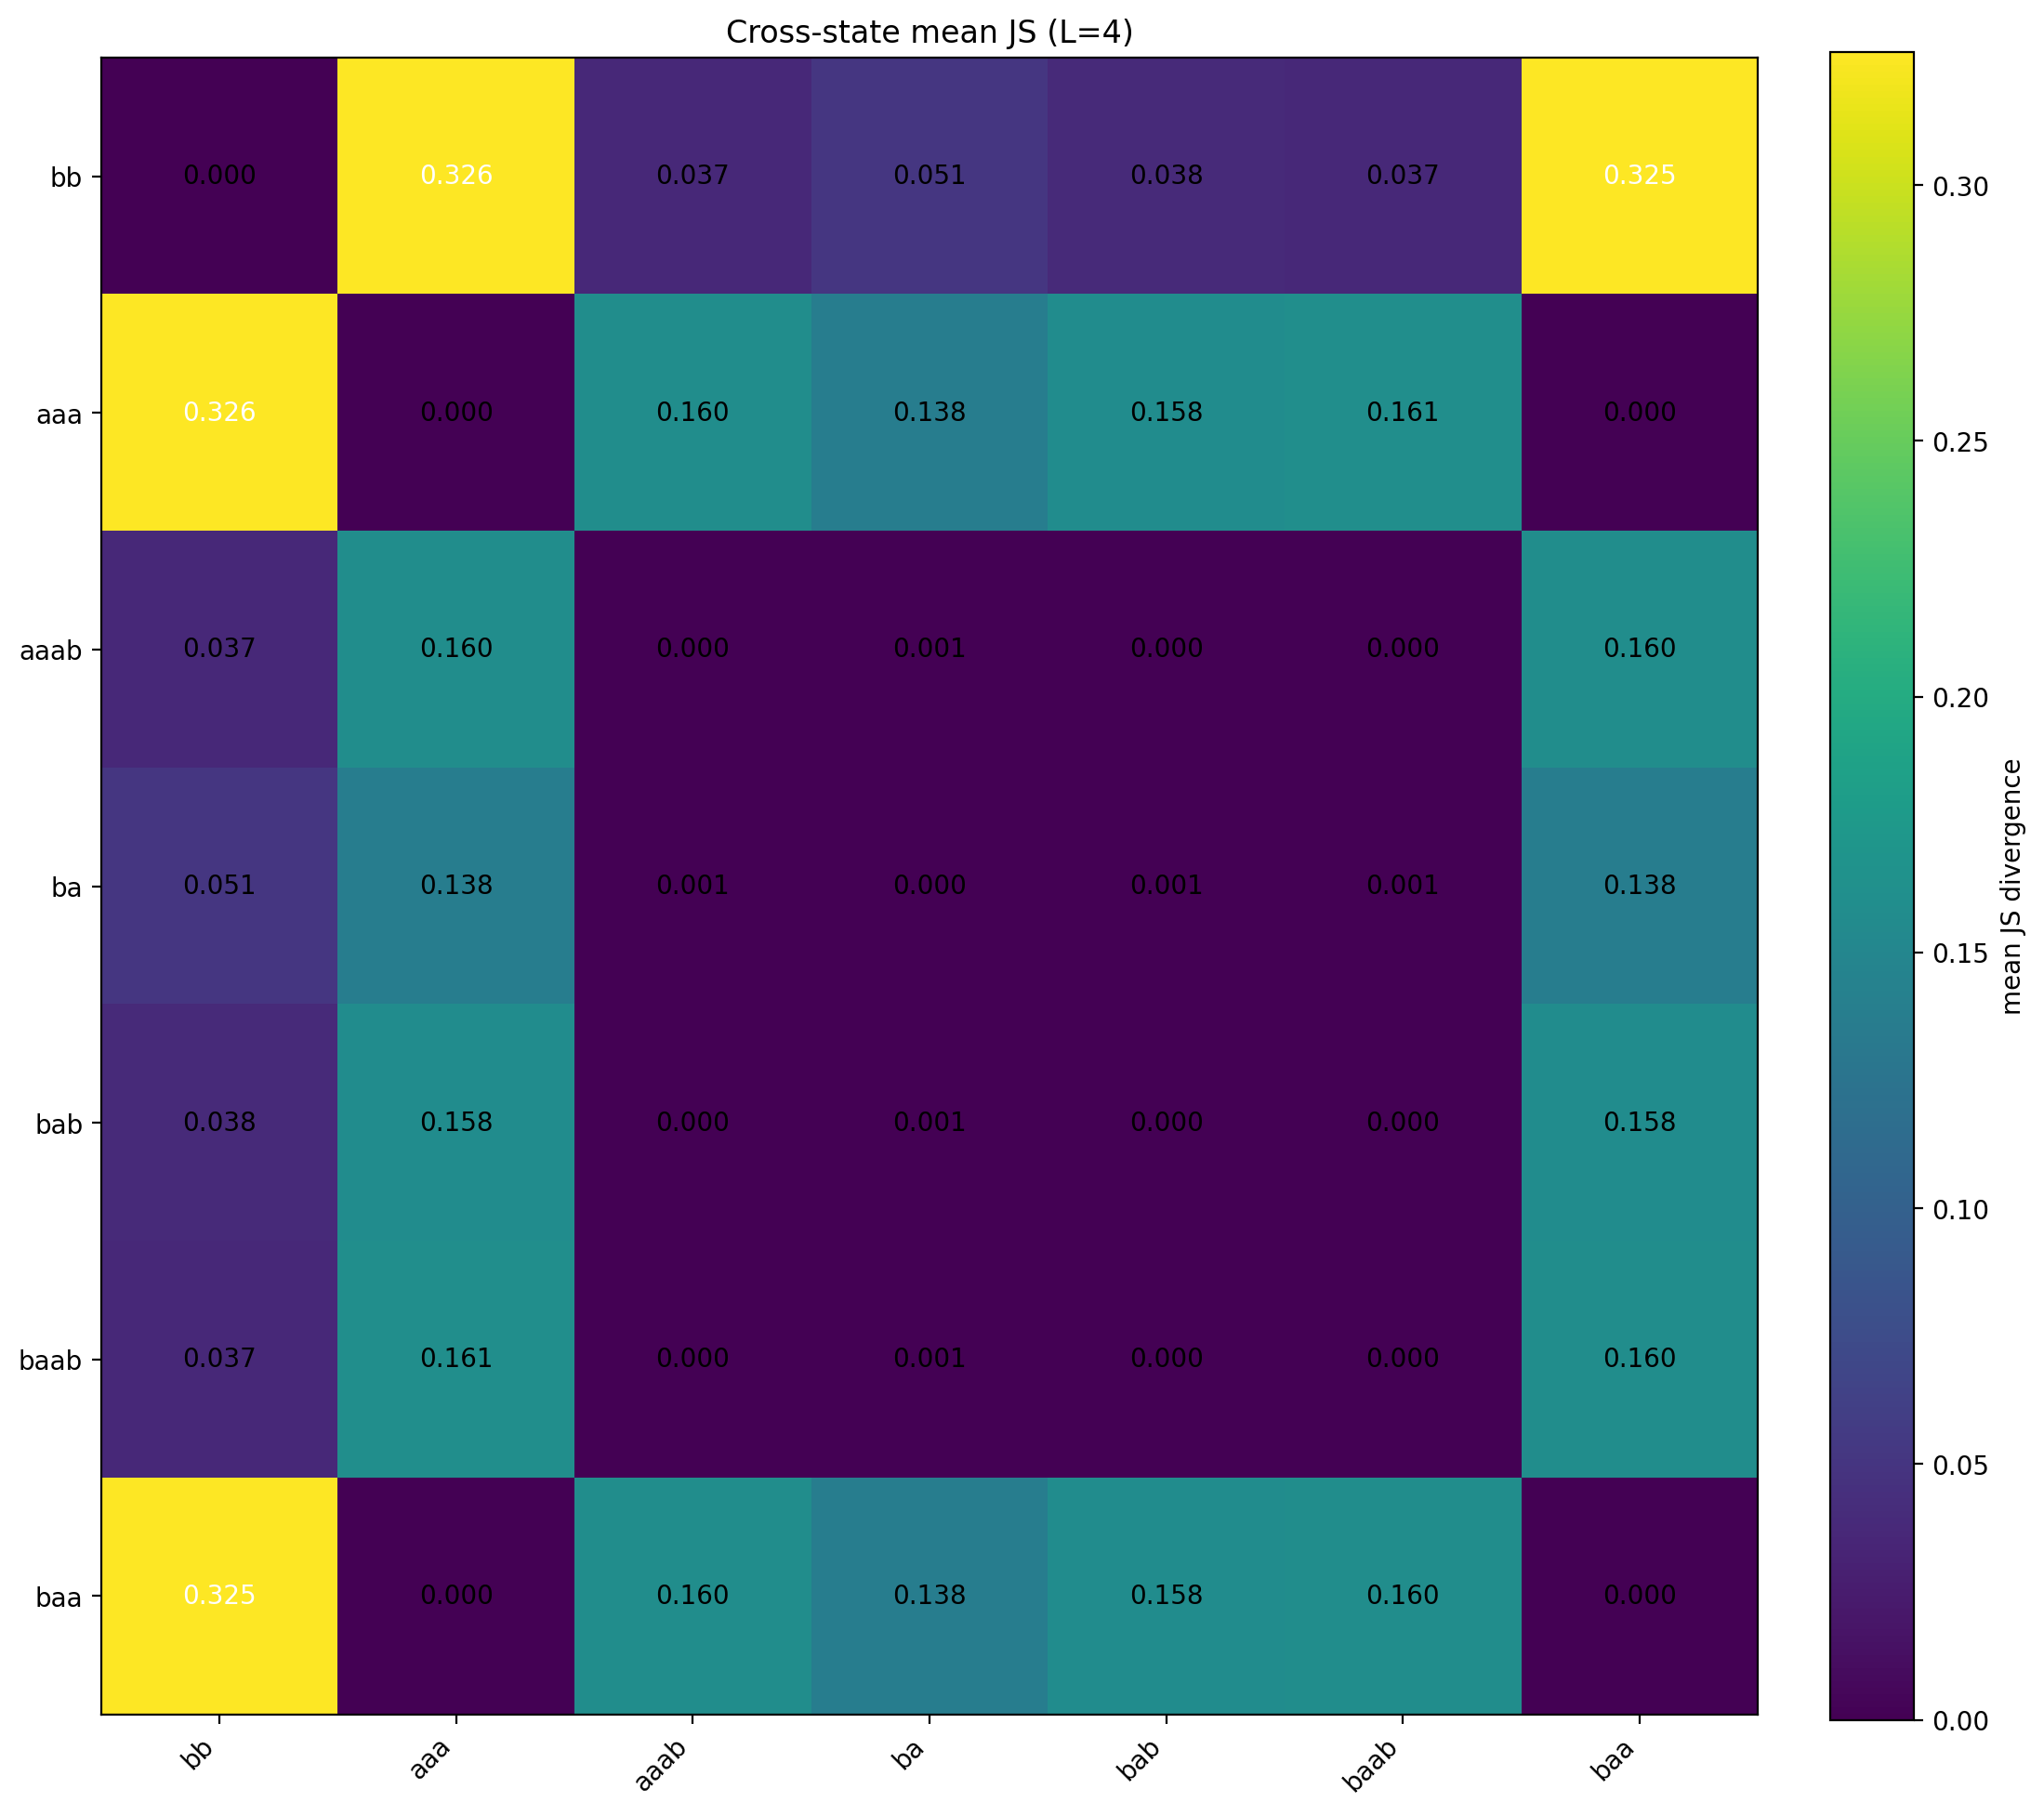 Cross-state mean JS (L=4)
bb 0.000 0.326 0.037 0.051 0.038 0.037 0.325
aaa 0.326 0.000 0.160 0.138 0.158 0.161 0.000
aaab 0.037 0.160 0.000 0.001 0.000 0.000 0.160
ba 0.051 0.138 0.001 0.000 0.001 0.001 0.138
bab 0.038 0.158 0.000 0.001 0.000 0.000 0.158
baab 0.037 0.161 0.000 0.001 0.000 0.000 0.160
baa 0.325 0.000 0.160 0.138 0.158 0.160 0.000
bb aaa aaab ba bab baab baa
0.30
0.25
0.20
0.15
0.10
0.05
0.00
mean JS divergence